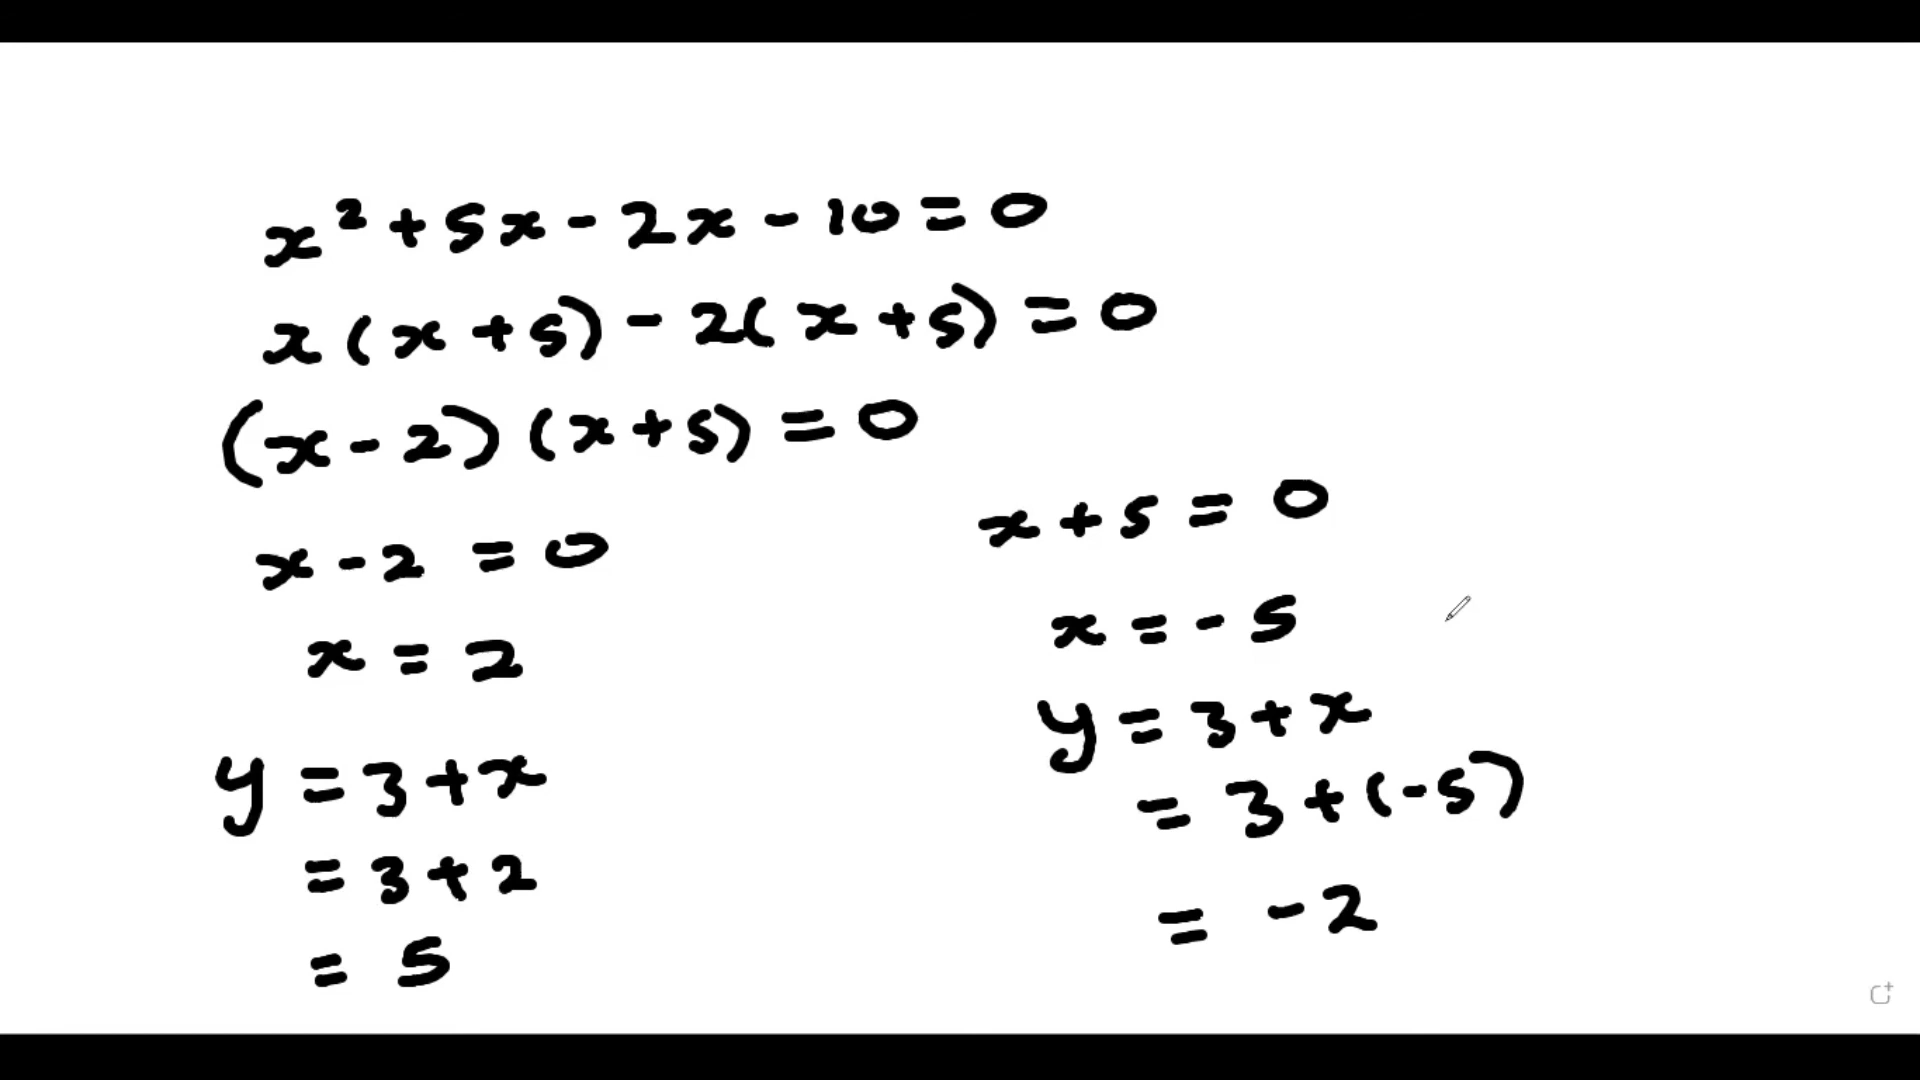 x² + 5x - 2x - 10 = 0
x(x + 5) - 2(x + 5) = 0
(x - 2)(x + 5) = 0
x - 2 = 0
x = 2
y = 3 + x
= 3 + 2
= 5
x + 5 = 0
x = - 5
y = 3 + x
= 3 + (-5)
= -2